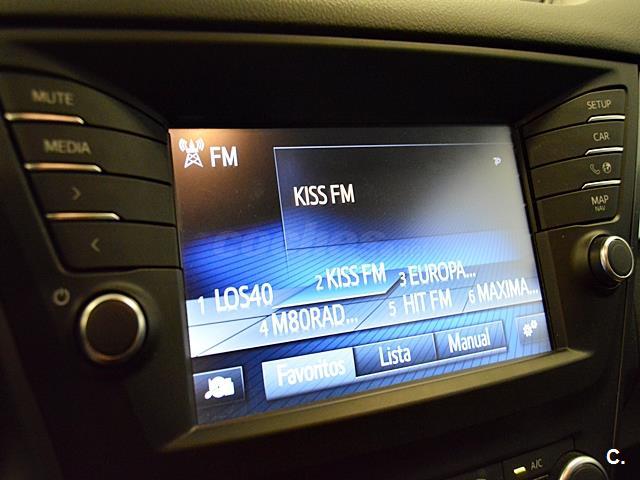 MUTE
MEDIA
SETUP
CAR
MAP
NAV
FM
TP
KISS FM
1 LOS40
2 KISS FM
3 EUROPA...
4 M80RAD...
5 HIT FM
6 MAXIMA...
Favoritos
Lista
Manual
A/C
C.